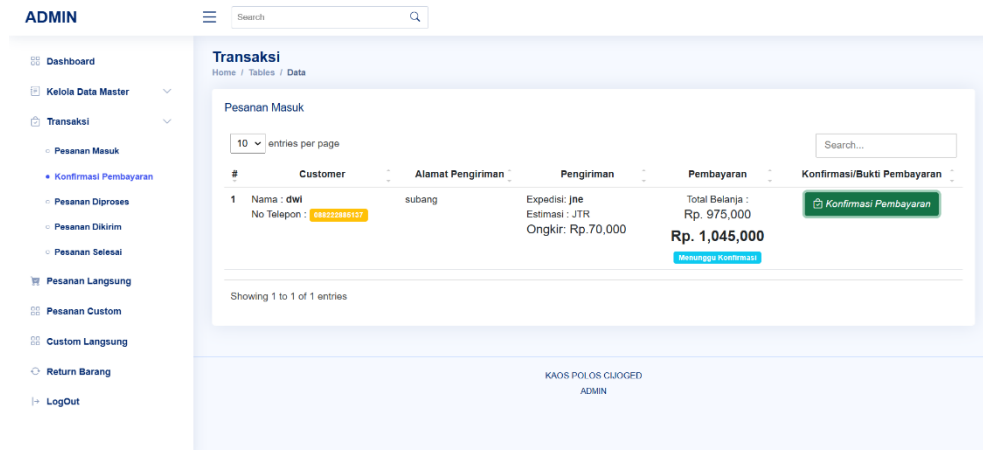 ADMIN
Search
Dashboard
Kelola Data Master
Transaksi
Pesanan Masuk
Konfirmasi Pembayaran
Pesanan Diproses
Pesanan Dikirim
Pesanan Selesai
Pesanan Langsung
Pesanan Custom
Custom Langsung
Return Barang
LogOut
Transaksi
Home / Tables / Data
Pesanan Masuk
10 entries per page
Search...
# Customer Alamat Pengiriman Pengiriman Pembayaran Konfirmasi/Bukti Pembayaran
1 Nama : dwi subang Expedisi: jne Total Belanja : Konfirmasi Pembayaran
No Telepon : Estimasi : JTR Rp. 975,000
Ongkir: Rp.70,000 Rp. 1,045,000
Menunggu Konfirmasi
Showing 1 to 1 of 1 entries
KAOS POLOS CIJOGED
ADMIN